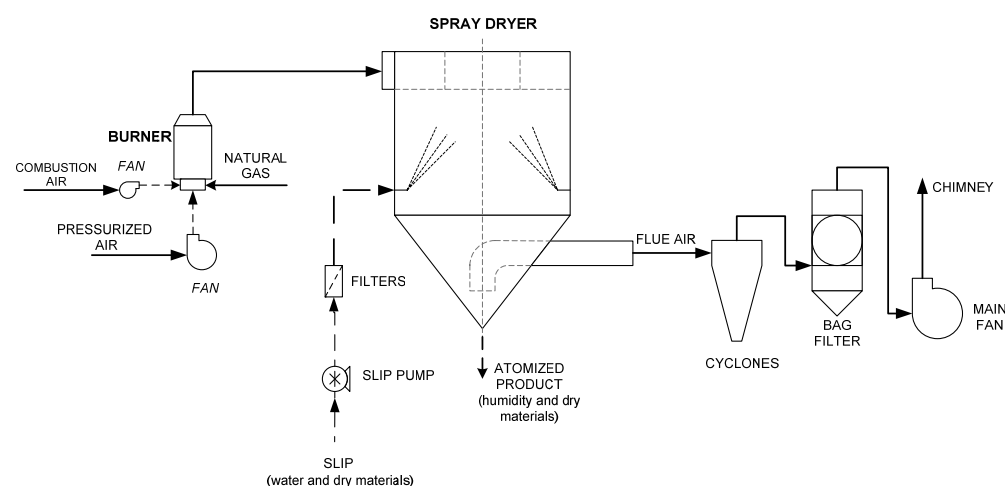 SPRAY DRYER
BURNER
COMBUSTION
AIR
FAN
NATURAL
GAS
PRESSURIZED
AIR
FAN
FILTERS
SLIP PUMP
SLIP
(water and dry materials)
ATOMIZED
PRODUCT
(humidity and dry
materials)
FLUE AIR
CYCLONES
BAG
FILTER
CHIMNEY
MAIN
FAN